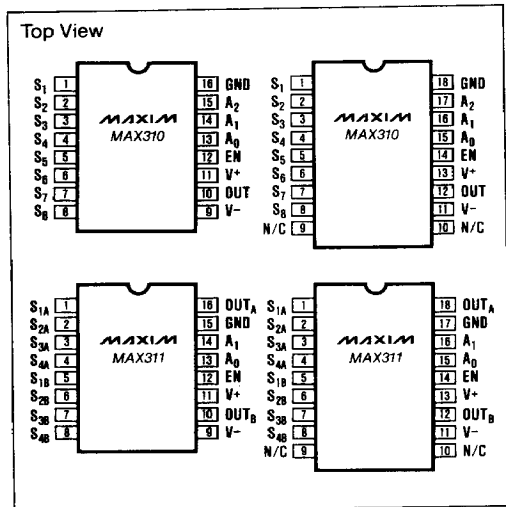 Top View
S1 1 16 GND
S2 2 15 A2
S3 3 14 A1
S4 4 13 A0
S5 5 12 EN
S6 6 11 V+
S7 7 10 OUT
S8 8 9 V-
MAXIM
MAX310
S1 1 18 GND
S2 2 17 A2
S3 3 16 A1
S4 4 15 A0
S5 5 14 EN
S6 6 13 V+
S7 7 12 OUT
S8 8 11 V-
N/C 9 10 N/C
MAXIM
MAX310
S1A 1 16 OUTA
S2A 2 15 GND
S3A 3 14 A1
S4A 4 13 A0
S1B 5 12 EN
S2B 6 11 V+
S3B 7 10 OUTB
S4B 8 9 V-
MAXIM
MAX311
S1A 1 18 OUTA
S2A 2 17 GND
S3A 3 16 A1
S4A 4 15 A0
S1B 5 14 EN
S2B 6 13 V+
S3B 7 12 OUTB
S4B 8 11 V-
N/C 9 10 N/C
MAXIM
MAX311